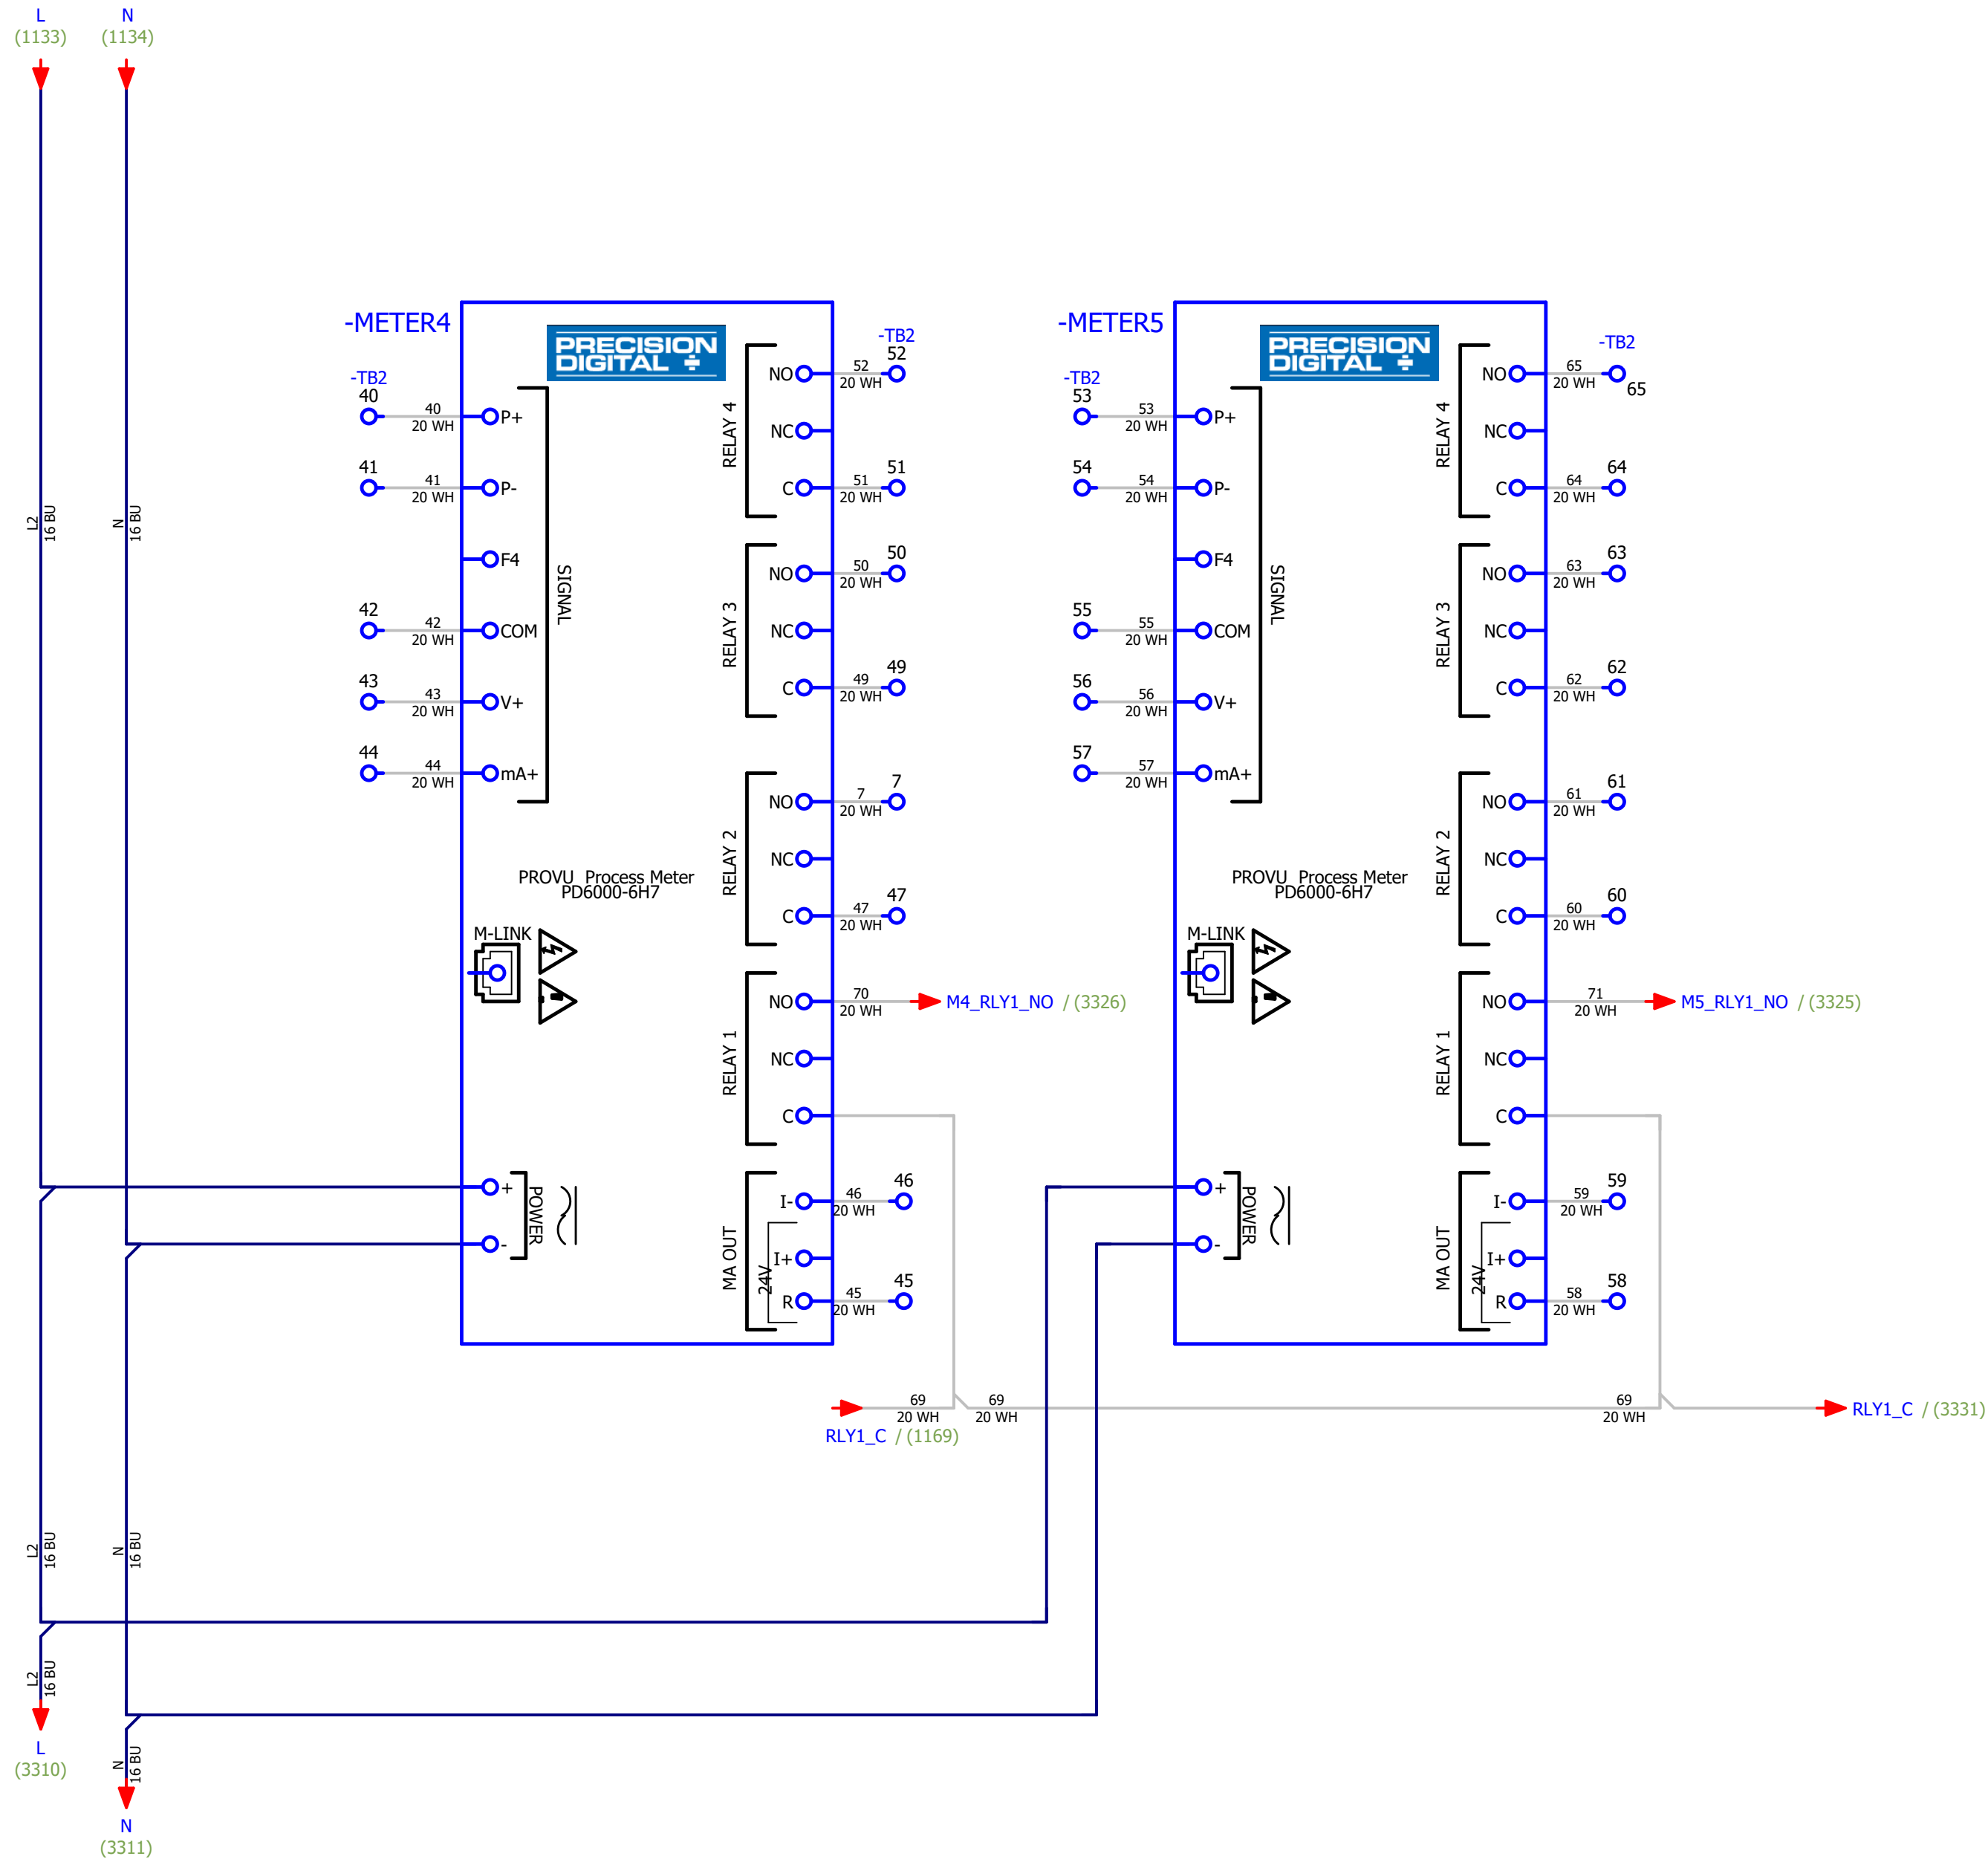 L
(1133)
N
(1134)
L2
16 BU
N
16 BU
-METER4
PRECISION
DIGITAL
-TB2
40
40
20 WH
P+
41
41
20 WH
P-
F4
42
42
20 WH
COM
43
43
20 WH
V+
44
44
20 WH
mA+
SIGNAL
PROVU Process Meter
PD6000-6H7
M-LINK
+
-
POWER
-TB2
RELAY 4
NO
52
20 WH
52
NC
C
51
20 WH
51
RELAY 3
NO
50
20 WH
50
NC
C
49
20 WH
49
RELAY 2
NO
7
20 WH
7
NC
C
47
20 WH
47
RELAY 1
NO
70
20 WH
M4_RLY1_NO / (3326)
NC
C
MA OUT
24V
I-
46
20 WH
46
I+
R
45
20 WH
45
-METER5
PRECISION
DIGITAL
-TB2
53
53
20 WH
P+
54
54
20 WH
P-
F4
55
55
20 WH
COM
56
56
20 WH
V+
57
57
20 WH
mA+
SIGNAL
PROVU Process Meter
PD6000-6H7
M-LINK
+
-
POWER
-TB2
RELAY 4
NO
65
20 WH
65
NC
C
64
20 WH
64
RELAY 3
NO
63
20 WH
63
NC
C
62
20 WH
62
RELAY 2
NO
61
20 WH
61
NC
C
60
20 WH
60
RELAY 1
NO
71
20 WH
M5_RLY1_NO / (3325)
NC
C
MA OUT
24V
I-
59
20 WH
59
I+
R
58
20 WH
58
69
20 WH
69
20 WH
69
20 WH
RLY1_C / (1169)
RLY1_C / (3331)
L2
16 BU
N
16 BU
L2
16 BU
L
(3310)
N
16 BU
N
(3311)